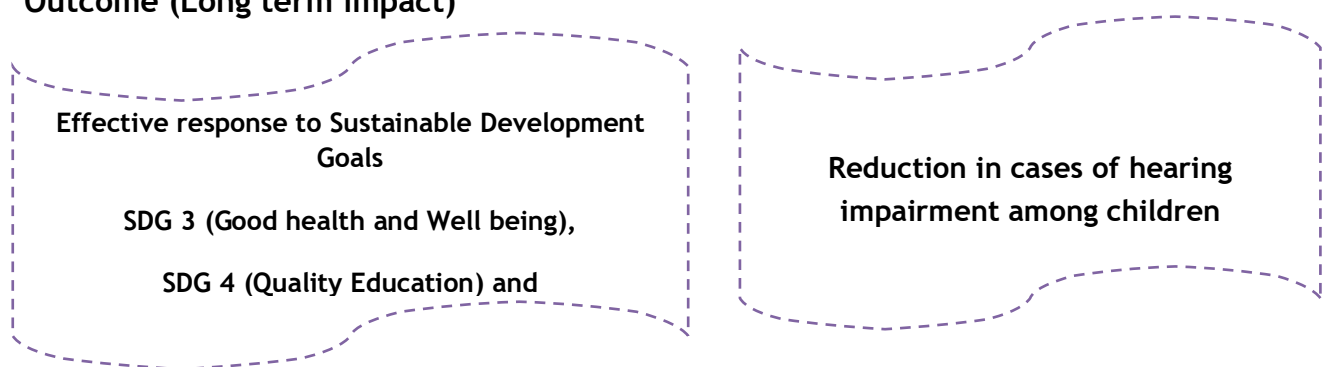 Outcome (Long term impact)
Effective response to Sustainable Development
Goals
SDG 3 (Good health and Well being),
SDG 4 (Quality Education) and
Reduction in cases of hearing
impairment among children